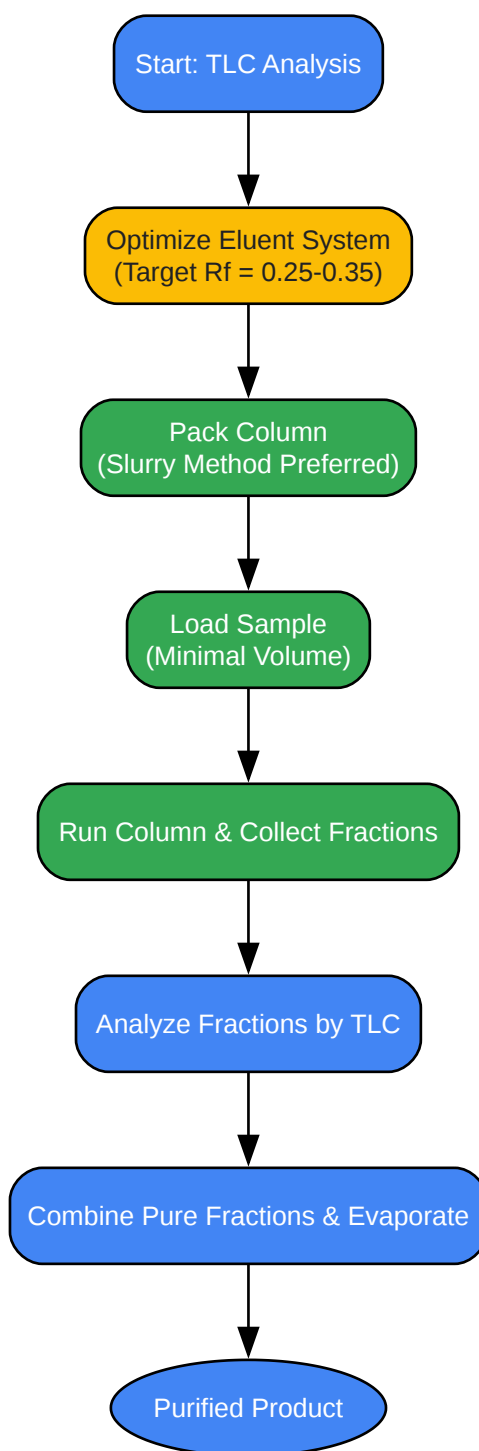 Start: TLC Analysis
Optimize Eluent System
(Target Rf = 0.25-0.35)
Pack Column
(Slurry Method Preferred)
Load Sample
(Minimal Volume)
Run Column & Collect Fractions
Analyze Fractions by TLC
Combine Pure Fractions & Evaporate
Purified Product